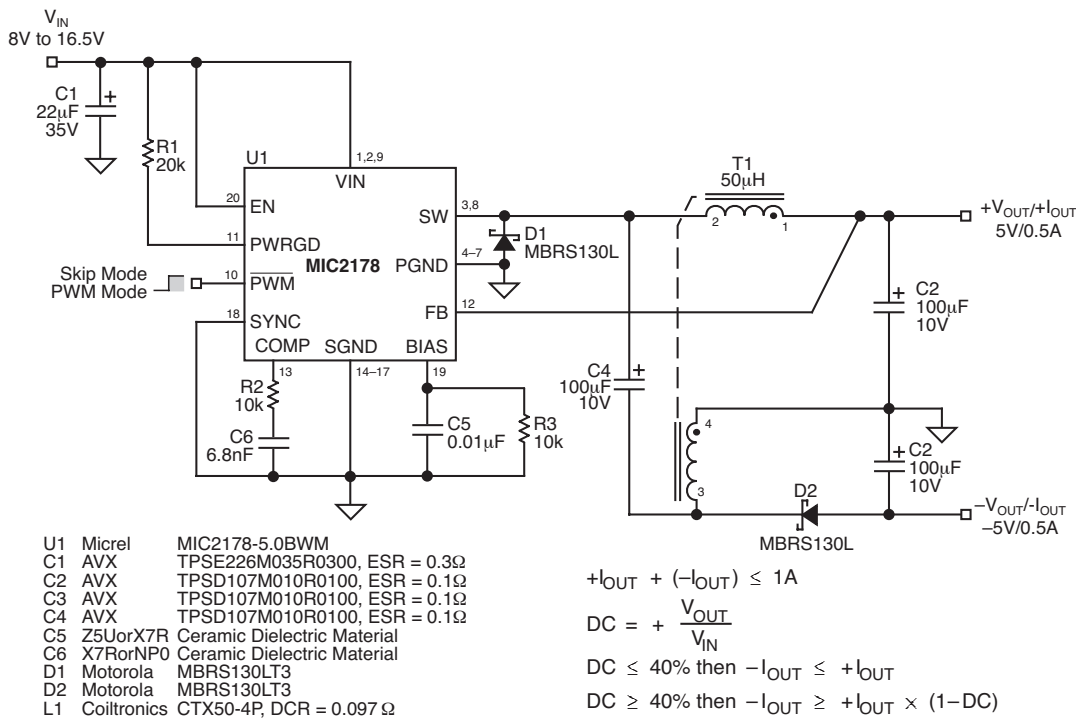 VIN
8V to 16.5V
C1 +
22µF
35V
R1
20k
U1
1,2,9
VIN
20 EN
11 PWRGD
MIC2178
Skip Mode
PWM Mode
10 PWM
18 SYNC
COMP SGND BIAS
13 14–17 19
SW 3,8
PGND 4–7
FB 12
D1
MBRS130L
T1
50µH
2 1
+VOUT/+IOUT
5V/0.5A
+ C2
100µF
10V
C4 +
100µF
10V
4
3
+ C2
100µF
10V
D2
MBRS130L
–VOUT/-IOUT
–5V/0.5A
R2
10k
C6
6.8nF
C5
0.01µF
R3
10k
U1 Micrel MIC2178-5.0BWM
C1 AVX TPSE226M035R0300, ESR = 0.3Ω
C2 AVX TPSD107M010R0100, ESR = 0.1Ω
C3 AVX TPSD107M010R0100, ESR = 0.1Ω
C4 AVX TPSD107M010R0100, ESR = 0.1Ω
C5 Z5UorX7R Ceramic Dielectric Material
C6 X7RorNP0 Ceramic Dielectric Material
D1 Motorola MBRS130LT3
D2 Motorola MBRS130LT3
L1 Coiltronics CTX50-4P, DCR = 0.097 Ω
+IOUT + (–IOUT) ≤ 1A
DC = + VOUT
VIN
DC ≤ 40% then –IOUT ≤ +IOUT
DC ≥ 40% then –IOUT ≥ +IOUT × (1–DC)